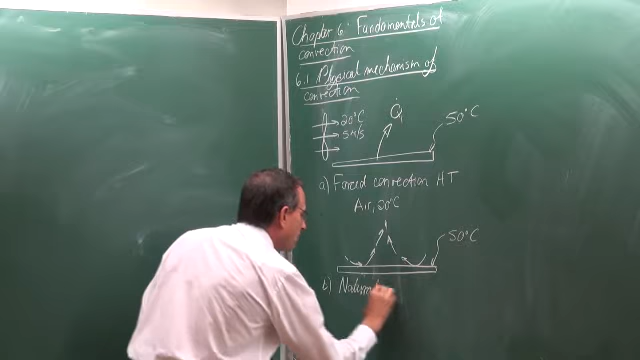 Chapter 6: Fundamentals of
convection
6.1 Physical mechanism of
convection
20°C
5 m/s
Q̇1
50°C
a) Forced convection HT
Air, 20°C
50°C
b) Natural